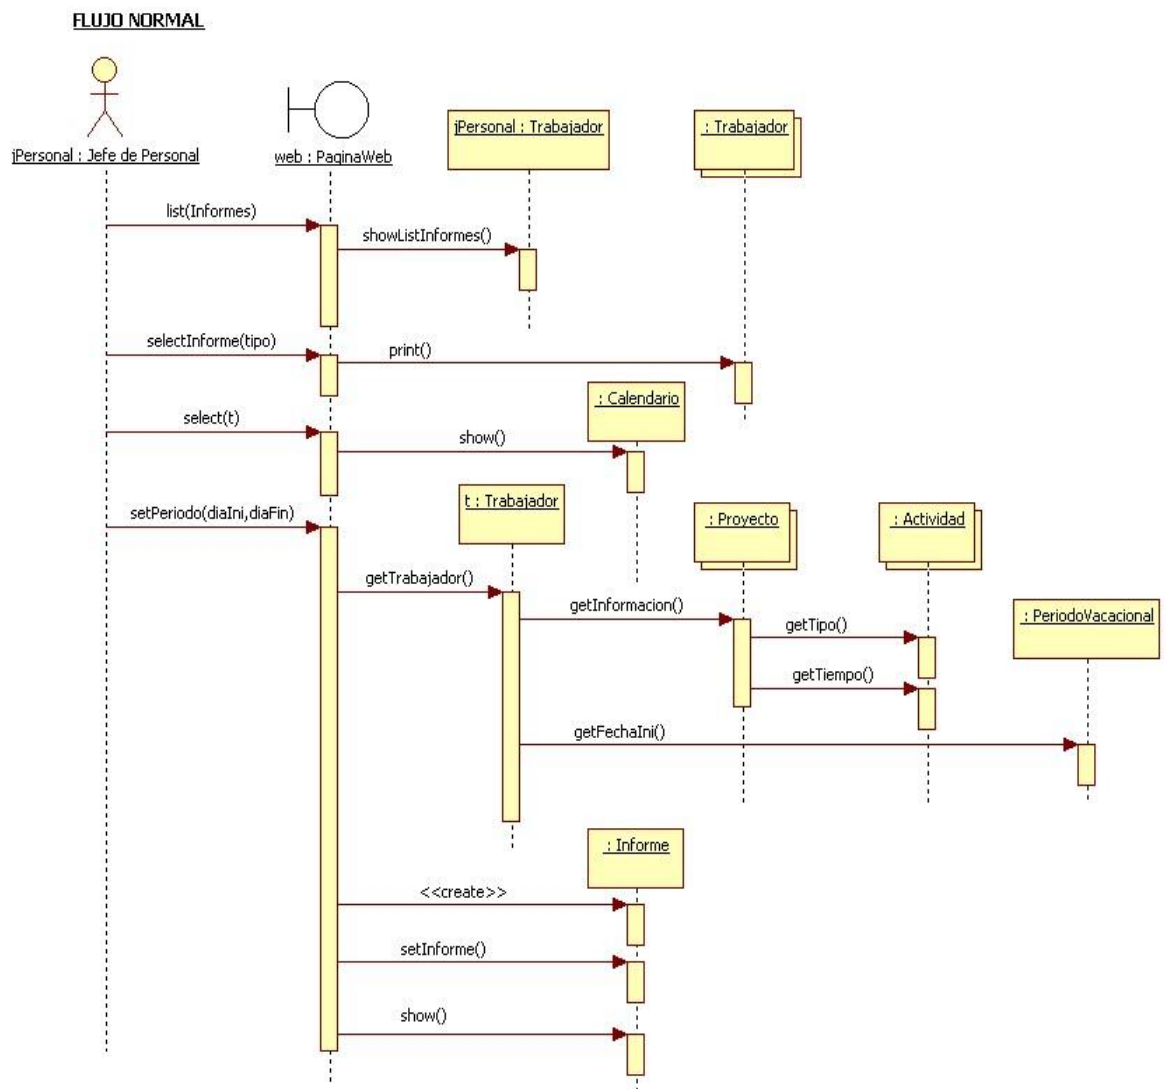 FLUJO NORMAL
jPersonal : Trabajador
: Trabajador
jPersonal : Jefe de Personal
web : PaginaWeb
list(Informes)
showListInformes()
selectInforme(tipo)
print()
: Calendario
select(t)
show()
t : Trabajador
setPeriodo(diaIni,diaFin)
: Proyecto
: Actividad
getTrabajador()
getInformacion()
: PeriodoVacacional
getTipo()
getTiempo()
getFechaIni()
: Informe
<<create>>
setInforme()
show()